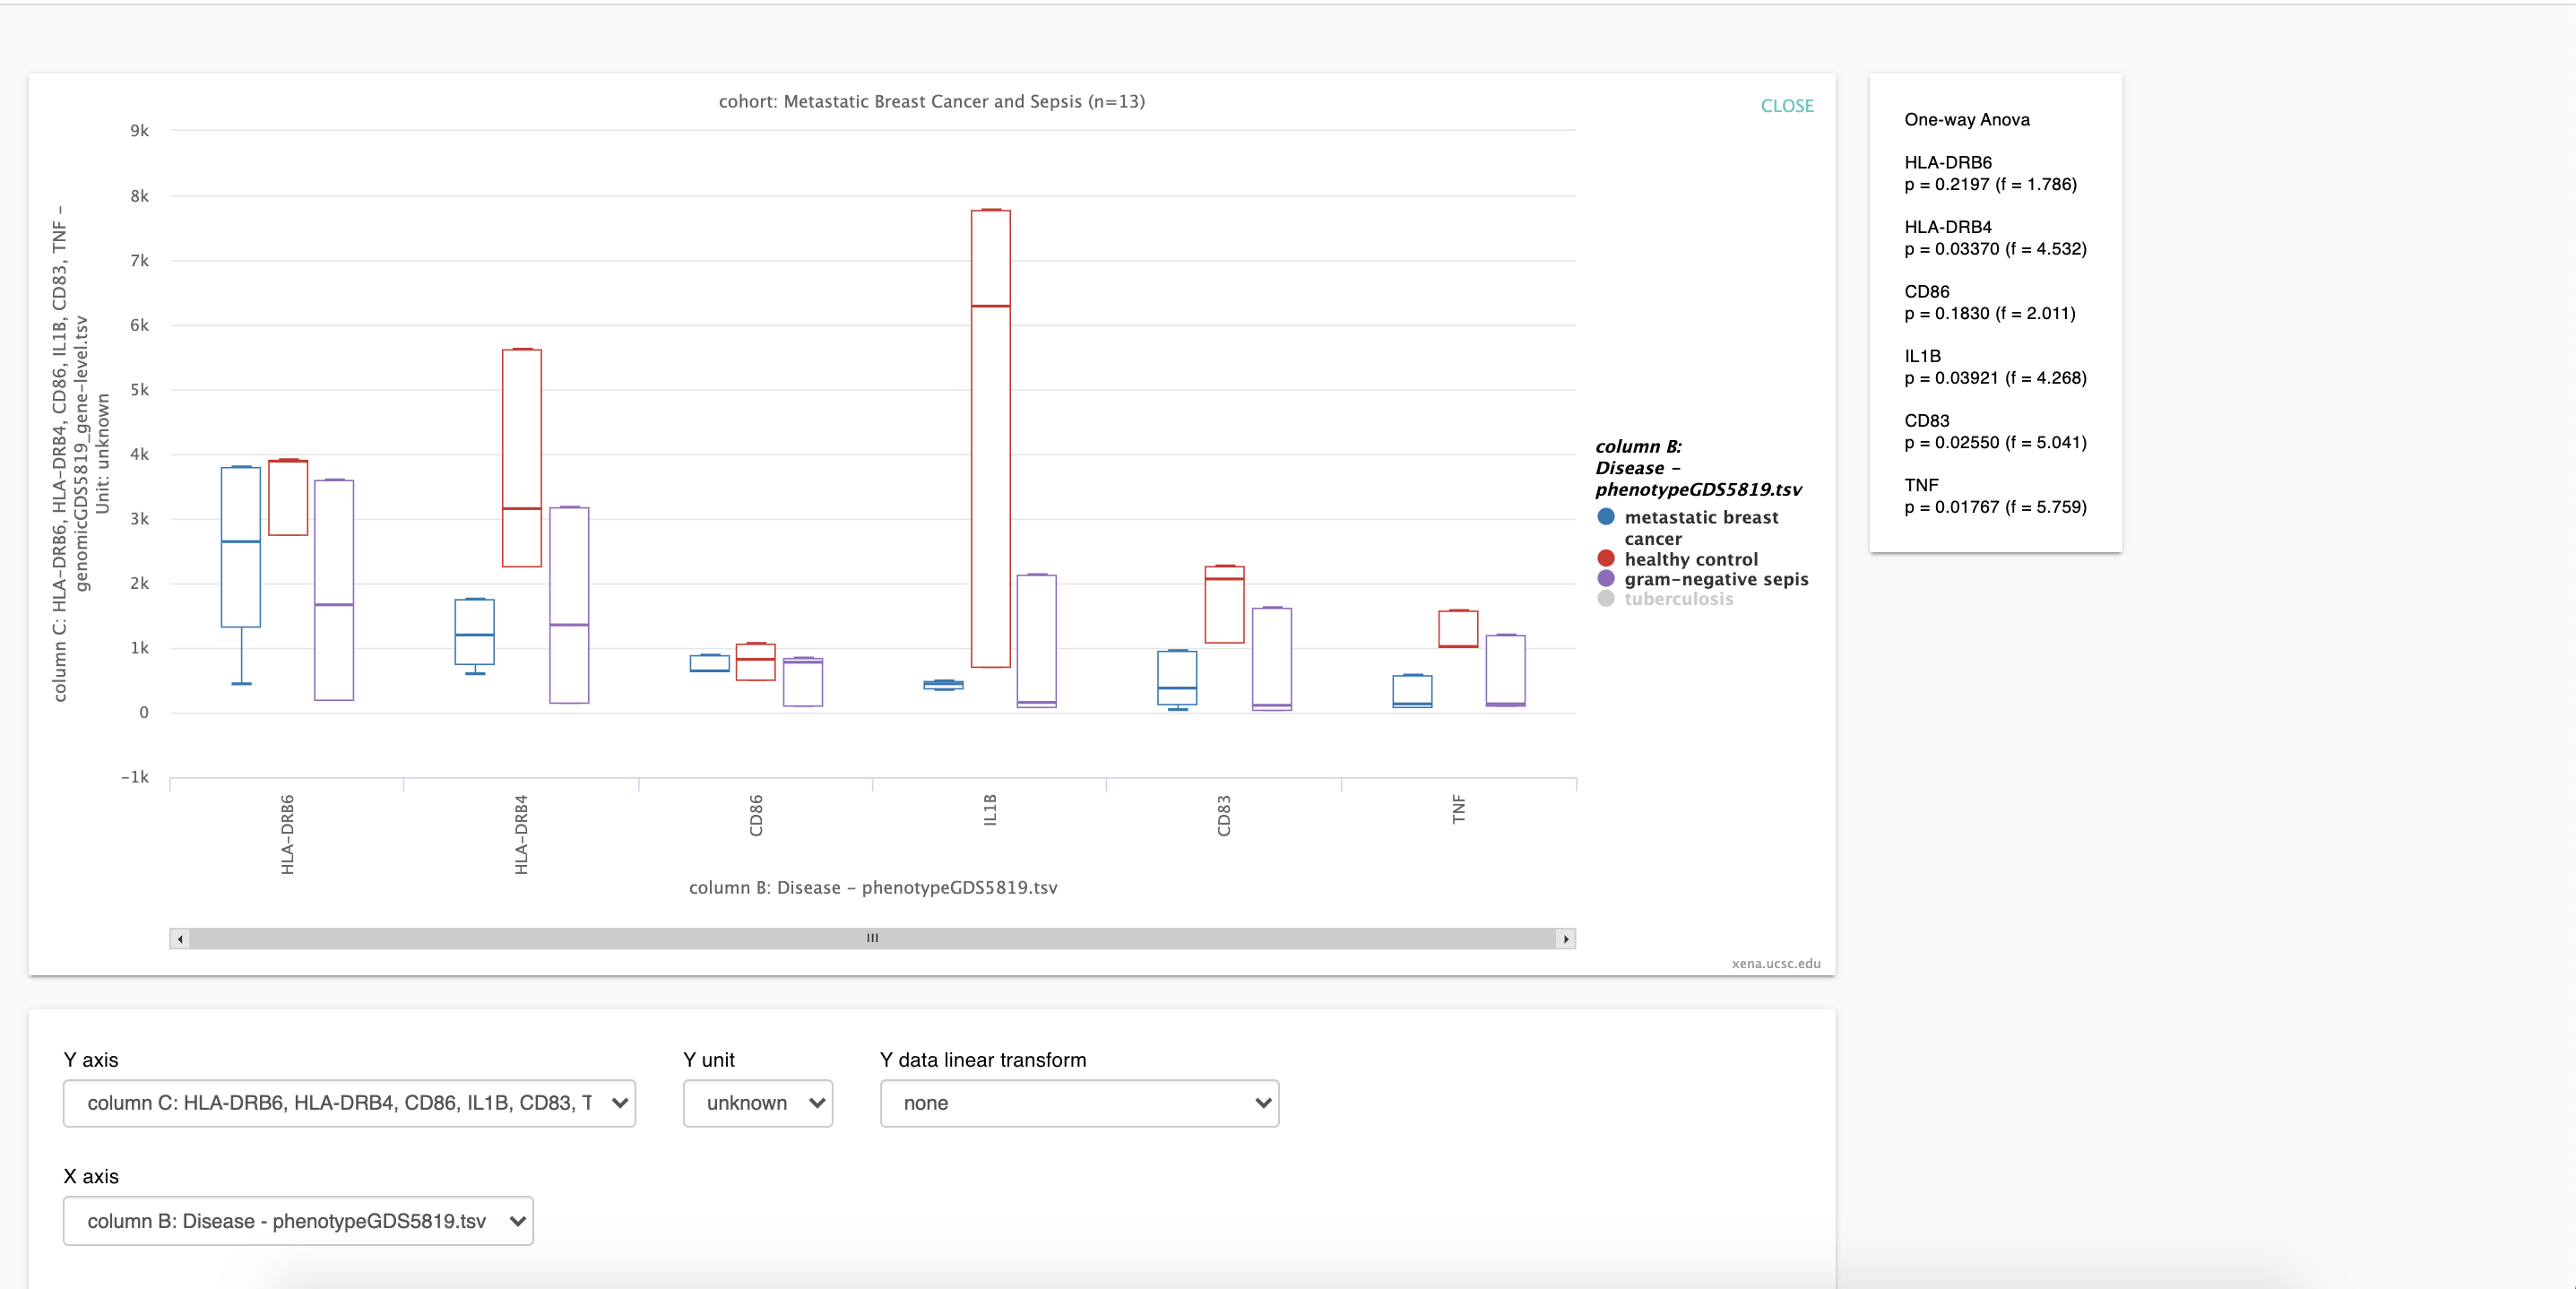 cohort: Metastatic Breast Cancer and Sepsis (n=13)
CLOSE
9k
8k
7k
6k
5k
4k
3k
2k
1k
0
−1k
column C: HLA−DRB6, HLA−DRB4, CD86, IL1B, CD83, TNF −
genomicGDS5819_gene−level.tsv
Unit: unknown
HLA−DRB6
HLA−DRB4
CD86
IL1B
CD83
TNF
column B: Disease − phenotypeGDS5819.tsv
column B:
Disease −
phenotypeGDS5819.tsv
metastatic breast
cancer
healthy control
gram−negative sepis
tuberculosis
xena.ucsc.edu
One-way Anova
HLA-DRB6
p = 0.2197 (f = 1.786)
HLA-DRB4
p = 0.03370 (f = 4.532)
CD86
p = 0.1830 (f = 2.011)
IL1B
p = 0.03921 (f = 4.268)
CD83
p = 0.02550 (f = 5.041)
TNF
p = 0.01767 (f = 5.759)
Y axis
column C: HLA-DRB6, HLA-DRB4, CD86, IL1B, CD83, T
Y unit
unknown
Y data linear transform
none
X axis
column B: Disease - phenotypeGDS5819.tsv